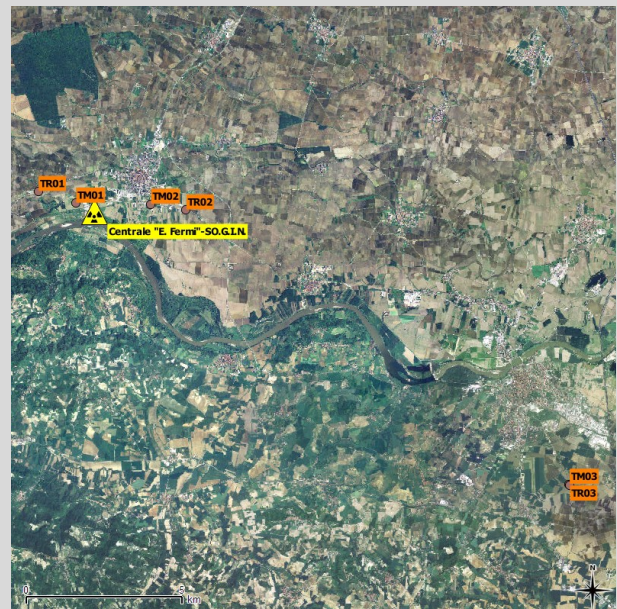 TR01
TM01
TM02
TR02
Centrale "E. Fermi"-SO.G.I.N.
TM03
TR03
N
0
5
km